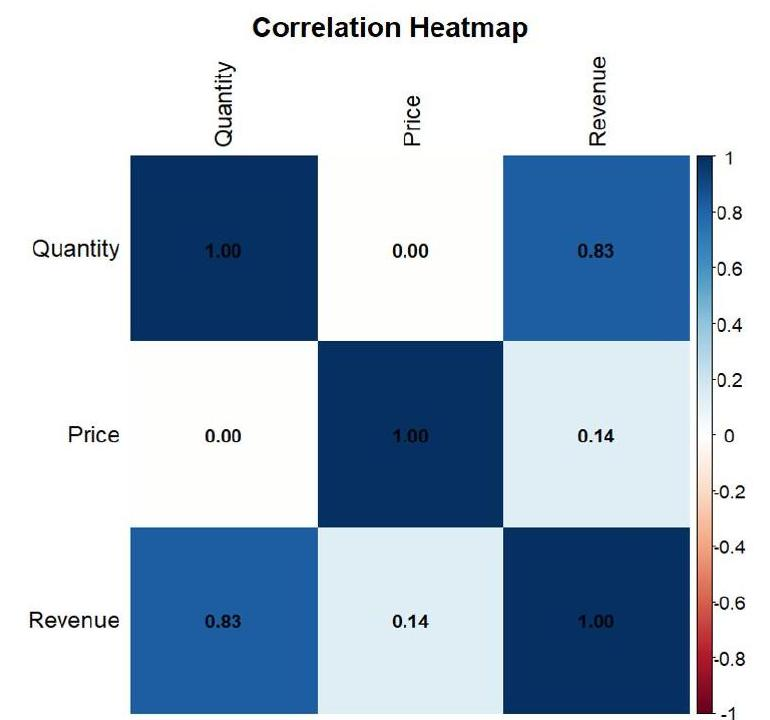 Correlation Heatmap
Quantity
Price
Revenue
Quantity 1.00 0.00 0.83
Price 0.00 1.00 0.14
Revenue 0.83 0.14 1.00
1
0.8
0.6
0.4
0.2
0
-0.2
-0.4
-0.6
-0.8
-1